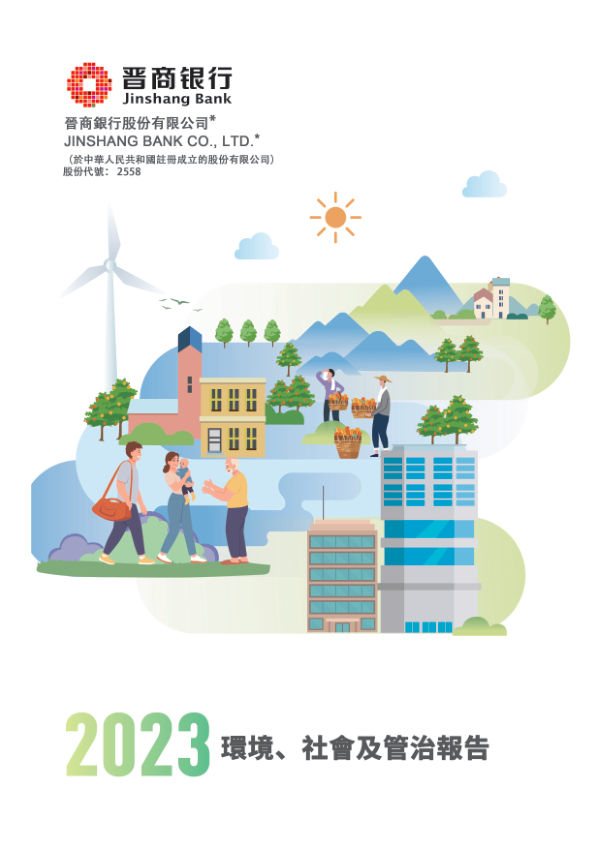 晋商银行
Jinshang Bank
晉商銀行股份有限公司*
JINSHANG BANK CO., LTD.*
（於中華人民共和國註冊成立的股份有限公司）
股份代號： 2558
2023 環境、社會及管治報告